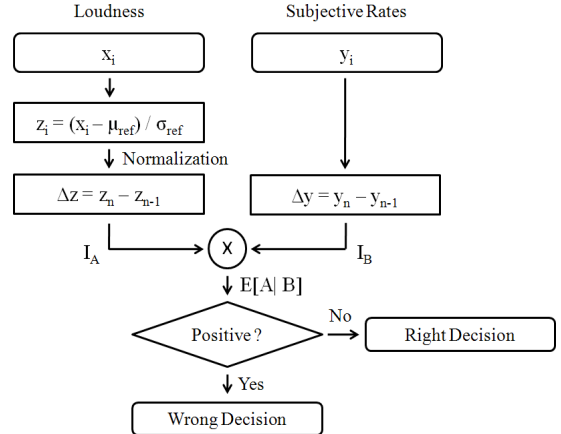 Loudness
Subjective Rates
xi
yi
zi = (xi − μref) / σref
Normalization
Δz = zn − zn-1
Δy = yn − yn-1
IA
X
IB
E[A| B]
Positive ?
No
Right Decision
Yes
Wrong Decision